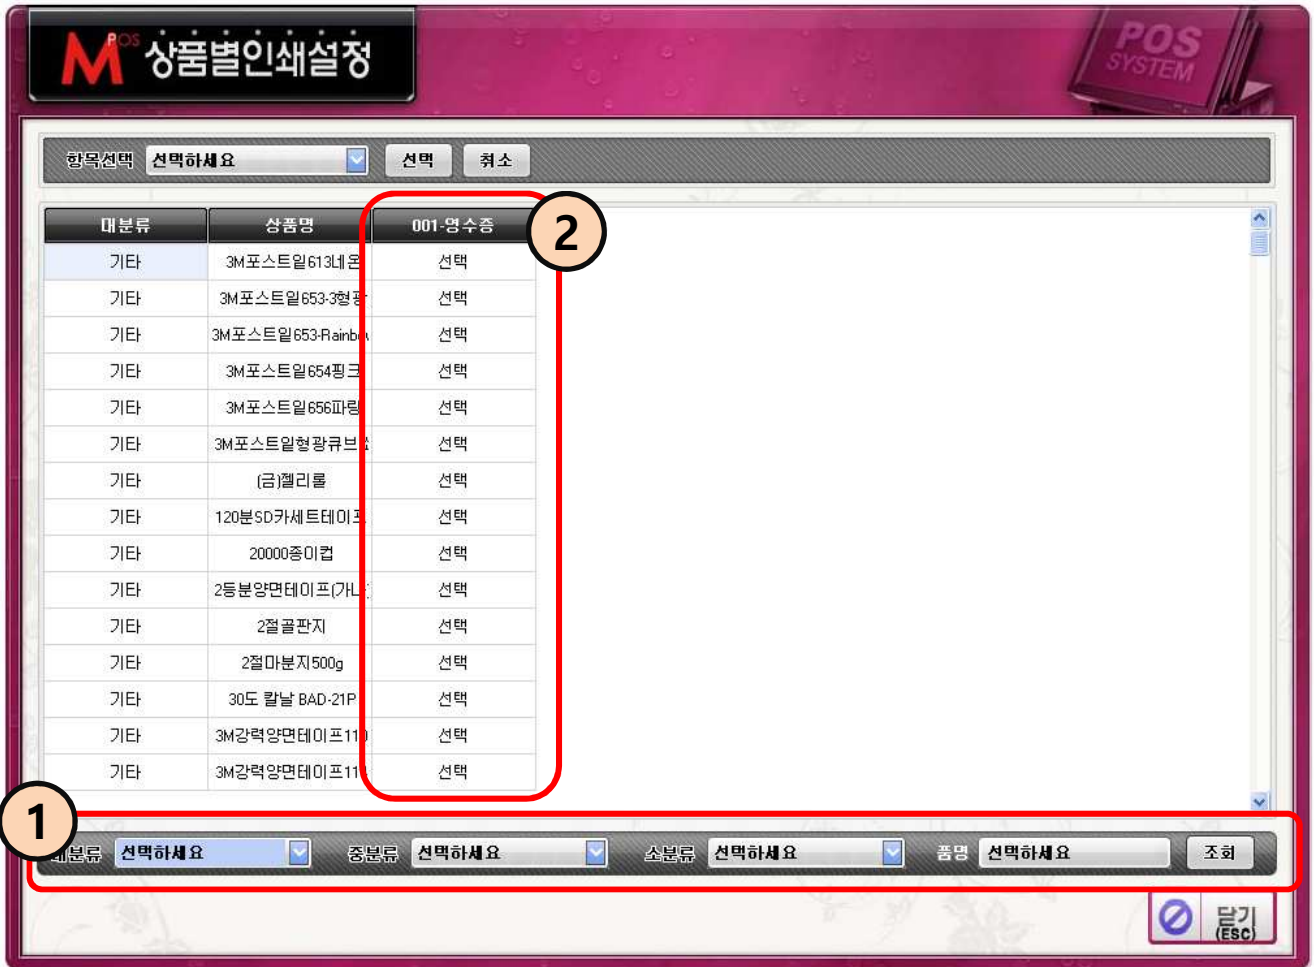 MPOS 상품별인쇄설정
POS
SYSTEM
항목선택 선택하세요 선택 취소
대분류 상품명 001-영수증
2
기타 3M포스트일613네온 선택
기타 3M포스트일653-3형광 선택
기타 3M포스트일653-Rainbow 선택
기타 3M포스트일654핑크 선택
기타 3M포스트일656파랑 선택
기타 3M포스트일형광큐브 선택
기타 (금)젤리롤 선택
기타 120분SD카세트테이프 선택
기타 20000종이컵 선택
기타 2등분양면테이프(가나 선택
기타 2절골판지 선택
기타 2절마분지500g 선택
기타 30도 칼날 BAD-21P 선택
기타 3M강력양면테이프110 선택
기타 3M강력양면테이프11 선택
1
대분류 선택하세요 중분류 선택하세요 소분류 선택하세요 품명 선택하세요 조회
닫기
(ESC)